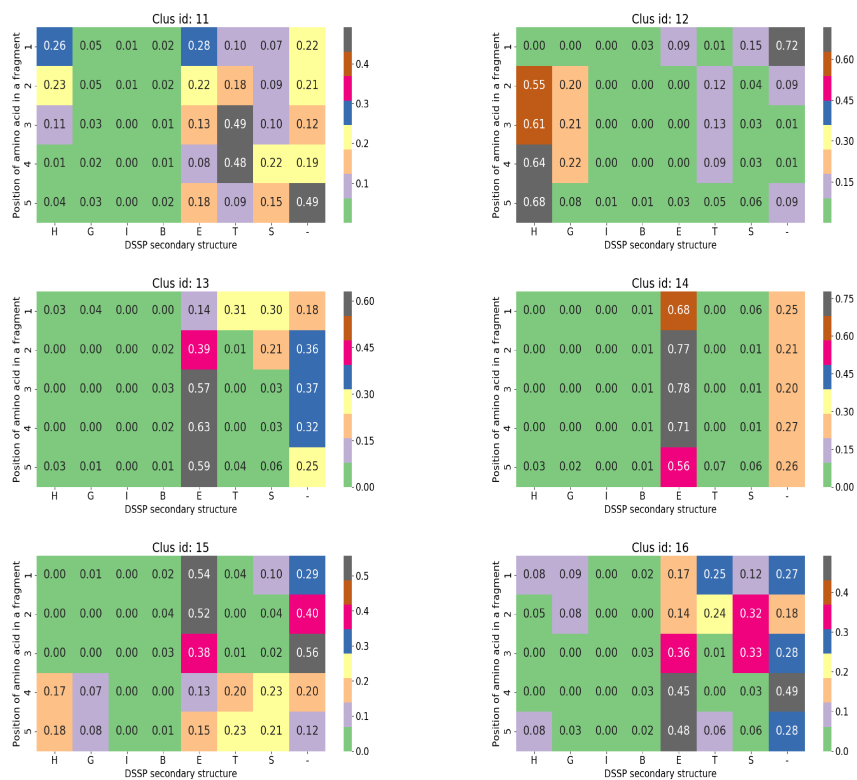 Clus id: 11
Position of amino acid in a fragment
1 0.26 0.05 0.01 0.02 0.28 0.10 0.07 0.22
2 0.23 0.05 0.01 0.02 0.22 0.18 0.09 0.21
3 0.11 0.03 0.00 0.01 0.13 0.49 0.10 0.12
4 0.01 0.02 0.00 0.01 0.08 0.48 0.22 0.19
5 0.04 0.03 0.00 0.02 0.18 0.09 0.15 0.49
H G I B E T S -
DSSP secondary structure
0.4
0.3
0.2
0.1
Clus id: 12
Position of amino acid in a fragment
1 0.00 0.00 0.00 0.03 0.09 0.01 0.15 0.72
2 0.55 0.20 0.00 0.00 0.00 0.12 0.04 0.09
3 0.61 0.21 0.00 0.00 0.00 0.13 0.03 0.01
4 0.64 0.22 0.00 0.00 0.00 0.09 0.03 0.01
5 0.68 0.08 0.01 0.01 0.03 0.05 0.06 0.09
H G I B E T S -
DSSP secondary structure
0.60
0.45
0.30
0.15
Clus id: 13
Position of amino acid in a fragment
1 0.03 0.04 0.00 0.00 0.14 0.31 0.30 0.18
2 0.00 0.00 0.00 0.02 0.39 0.01 0.21 0.36
3 0.00 0.00 0.00 0.03 0.57 0.00 0.03 0.37
4 0.00 0.00 0.00 0.01 0.63 0.00 0.03 0.32
5 0.03 0.01 0.00 0.01 0.59 0.04 0.06 0.25
H G I B E T S -
DSSP secondary structure
0.60
0.45
0.30
0.15
0.00
Clus id: 14
Position of amino acid in a fragment
1 0.00 0.00 0.00 0.01 0.68 0.00 0.06 0.25
2 0.00 0.00 0.00 0.01 0.77 0.00 0.01 0.21
3 0.00 0.00 0.00 0.01 0.78 0.00 0.01 0.20
4 0.00 0.00 0.00 0.01 0.71 0.00 0.01 0.27
5 0.03 0.02 0.00 0.01 0.56 0.07 0.06 0.26
H G I B E T S -
DSSP secondary structure
0.75
0.60
0.45
0.30
0.15
0.00
Clus id: 15
Position of amino acid in a fragment
1 0.00 0.01 0.00 0.02 0.54 0.04 0.10 0.29
2 0.00 0.00 0.00 0.04 0.52 0.00 0.04 0.40
3 0.00 0.00 0.00 0.03 0.38 0.01 0.02 0.56
4 0.17 0.07 0.00 0.00 0.13 0.20 0.23 0.20
5 0.18 0.08 0.00 0.01 0.15 0.23 0.21 0.12
H G I B E T S -
DSSP secondary structure
0.5
0.4
0.3
0.2
0.1
0.0
Clus id: 16
Position of amino acid in a fragment
1 0.08 0.09 0.00 0.02 0.17 0.25 0.12 0.27
2 0.05 0.08 0.00 0.00 0.14 0.24 0.32 0.18
3 0.00 0.00 0.00 0.02 0.36 0.01 0.33 0.28
4 0.00 0.00 0.00 0.03 0.45 0.00 0.03 0.49
5 0.08 0.03 0.00 0.02 0.48 0.06 0.06 0.28
H G I B E T S -
DSSP secondary structure
0.4
0.3
0.2
0.1
0.0